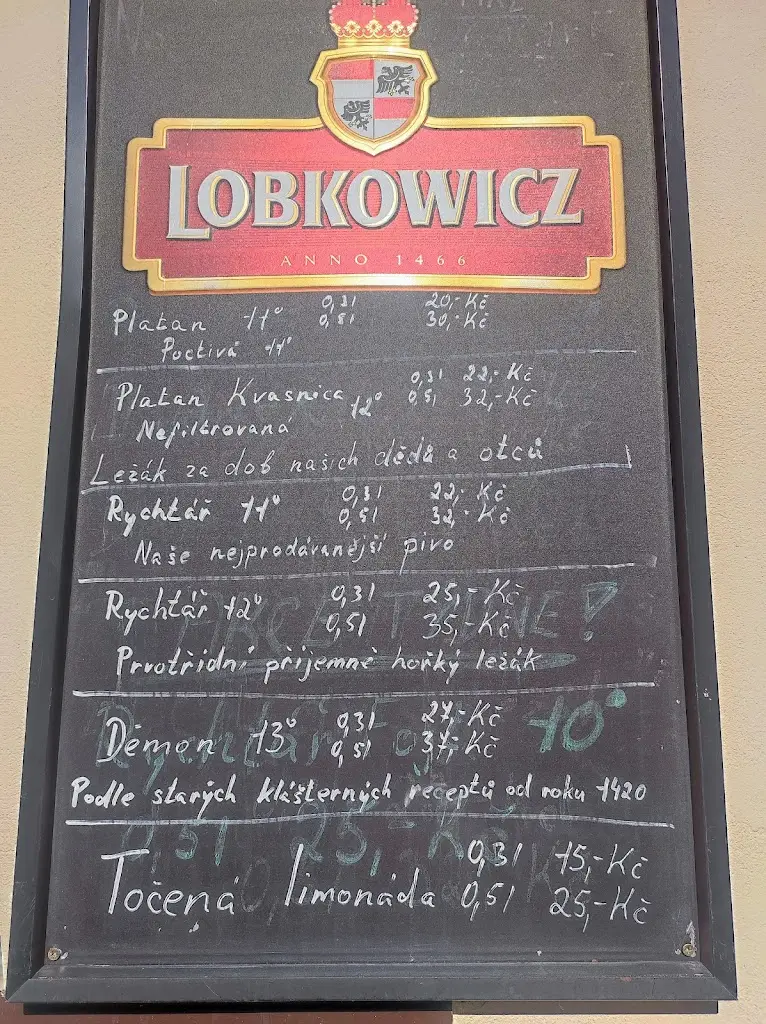 LOBKOWICZ
ANNO 1466
Platan 11° 0,3l 20,-Kč
0,5l 30,-Kč
Poctivá 11°
Platan Kvasnica 12° 0,3l 22,-Kč
0,5l 32,-Kč
Nefiltrovaná
Ležák za dob našich dědů a otců
Rychtář 11° 0,3l 22,-Kč
0,5l 32,-Kč
Naše nejprodávanější pivo
Rychtář 12° 0,3l 25,-Kč
0,5l 35,-Kč
Prvotřídní příjemně hořký ležák
Démon 13° 0,3l 27,-Kč
0,5l 37,-Kč
Podle starých klášterných receptů od roku 1420
Točená limonáda 0,3l 15,-Kč
0,5l 25,-Kč